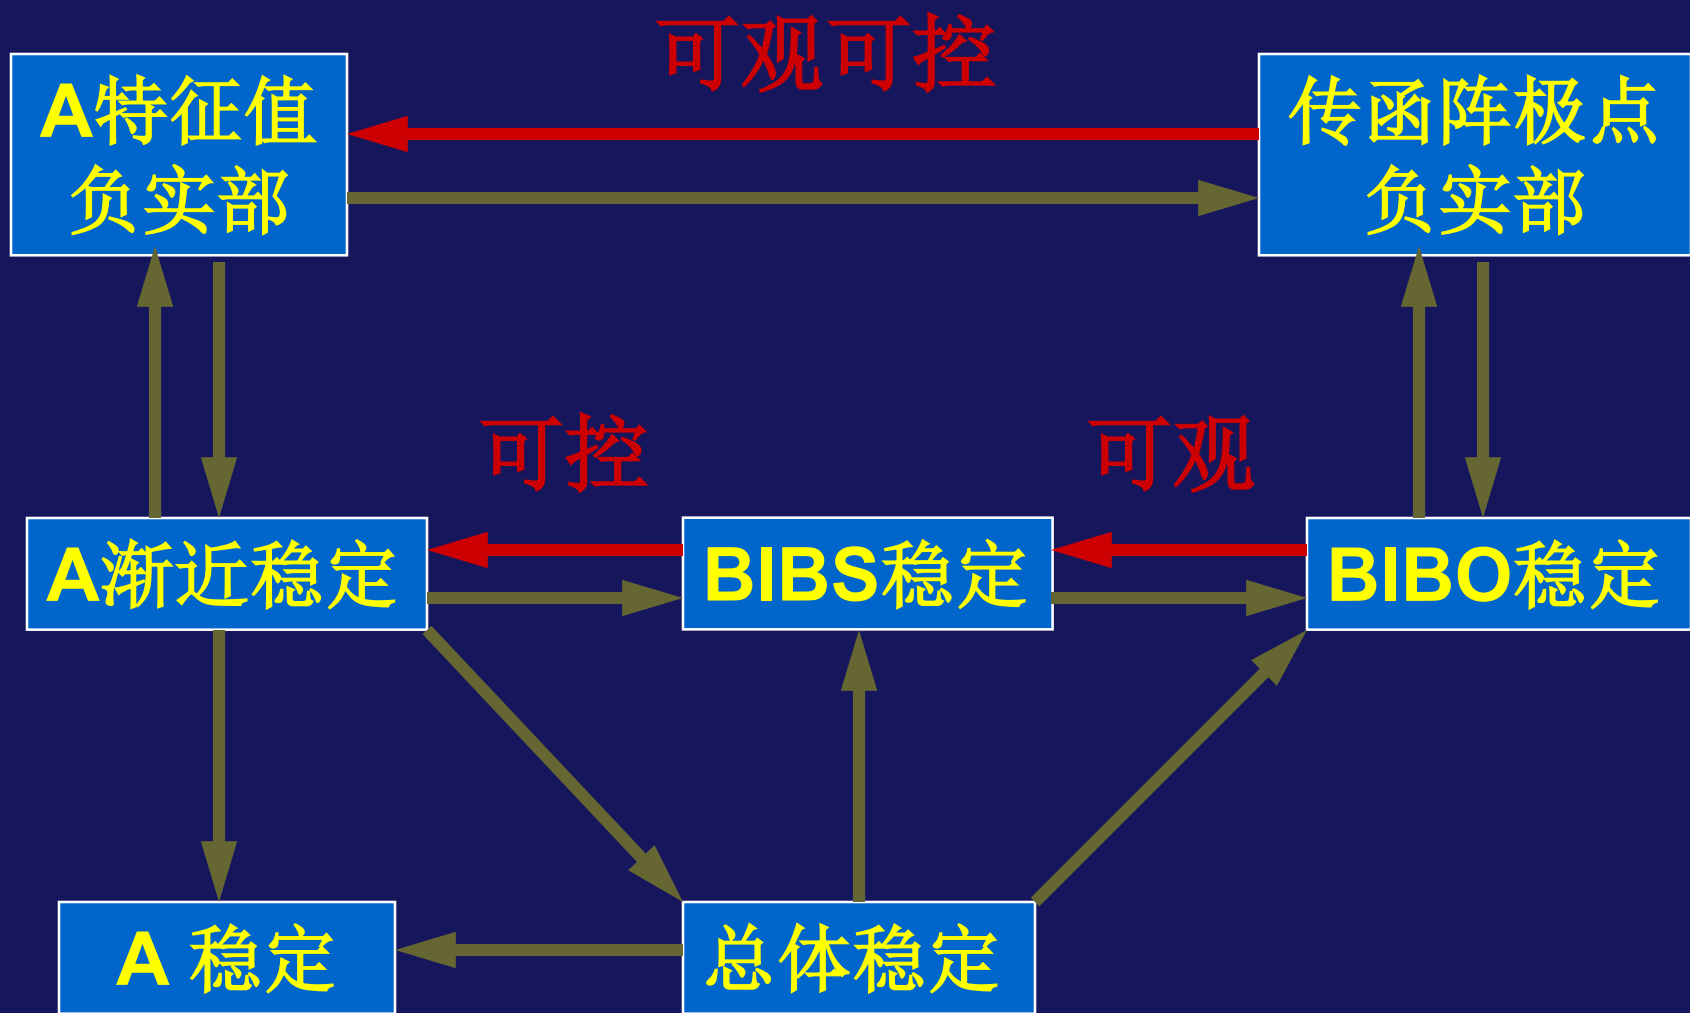 可观可控
A特征值
负实部
传函阵极点
负实部
可控
可观
A渐近稳定
BIBS稳定
BIBO稳定
A 稳定
总体稳定